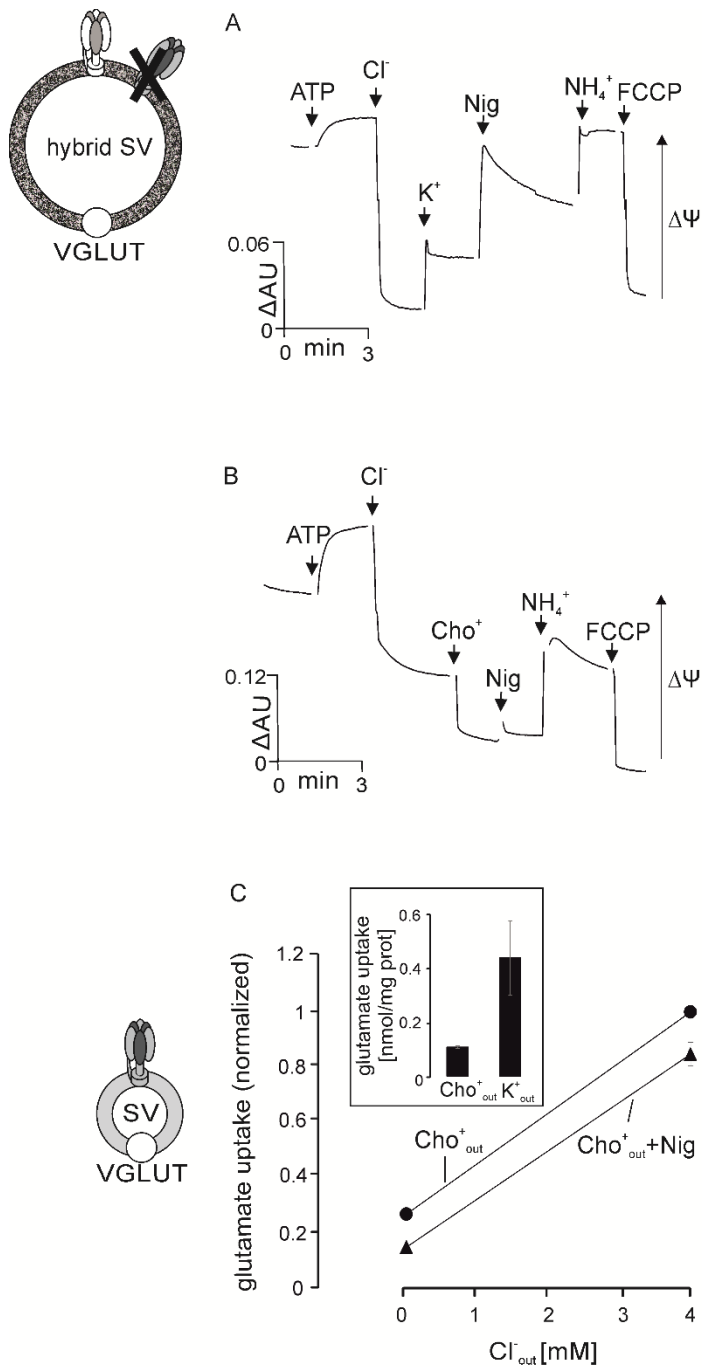 A
hybrid SV
VGLUT
ATP
Cl⁻
K⁺
Nig
NH₄⁺
FCCP
ΔΨ
0.06
ΔAU
0
0 min 3
B
ATP
Cl⁻
Cho⁺
Nig
NH₄⁺
FCCP
ΔΨ
0.12
ΔAU
0
0 min 3
C
SV
VGLUT
glutamate uptake (normalized)
1.2
1
0.8
0.6
0.4
0.2
0
glutamate uptake
[nmol/mg prot]
0.6
0.4
0.2
0
Cho⁺out K⁺out
Cho⁺out
Cho⁺out+Nig
0 1 2 3 4
Cl⁻out [mM]